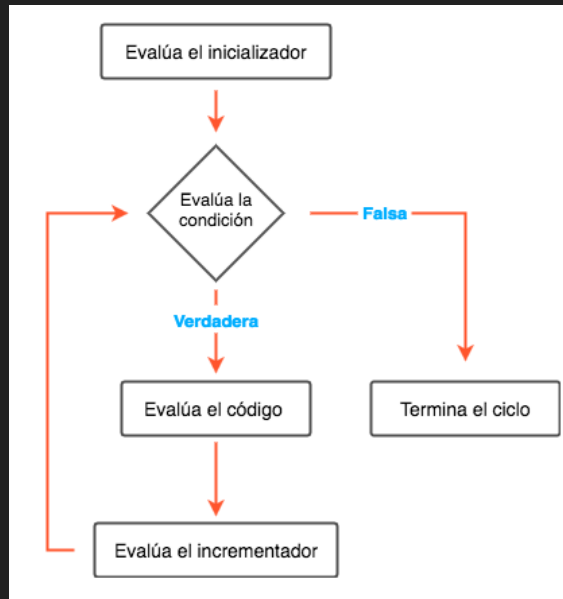 Evalúa el inicializador
Evalúa la
condición
Falsa
Verdadera
Evalúa el código
Termina el ciclo
Evalúa el incrementador